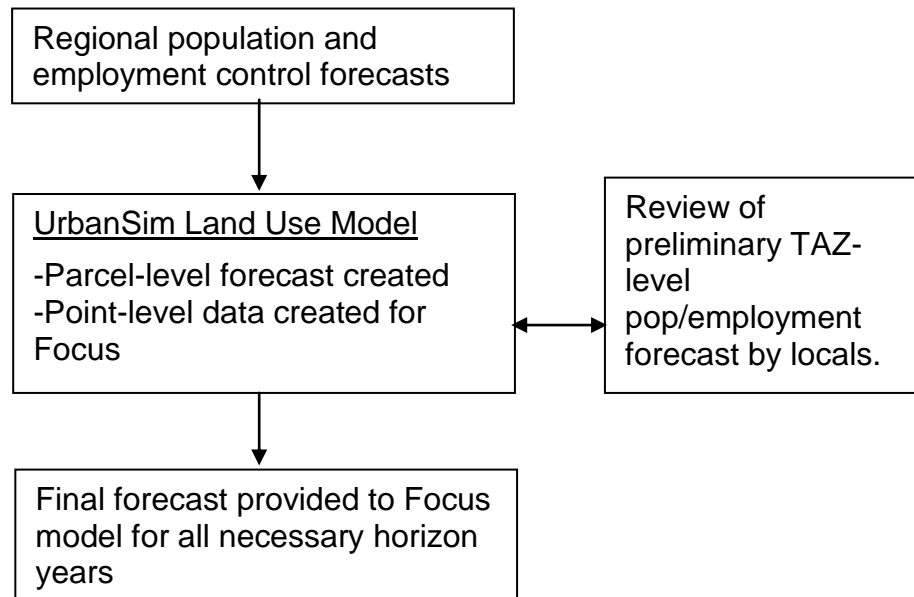 Regional population and
employment control forecasts
UrbanSim Land Use Model
-Parcel-level forecast created
-Point-level data created for
Focus
Review of
preliminary TAZ-
level
pop/employment
forecast by locals.
Final forecast provided to Focus
model for all necessary horizon
years